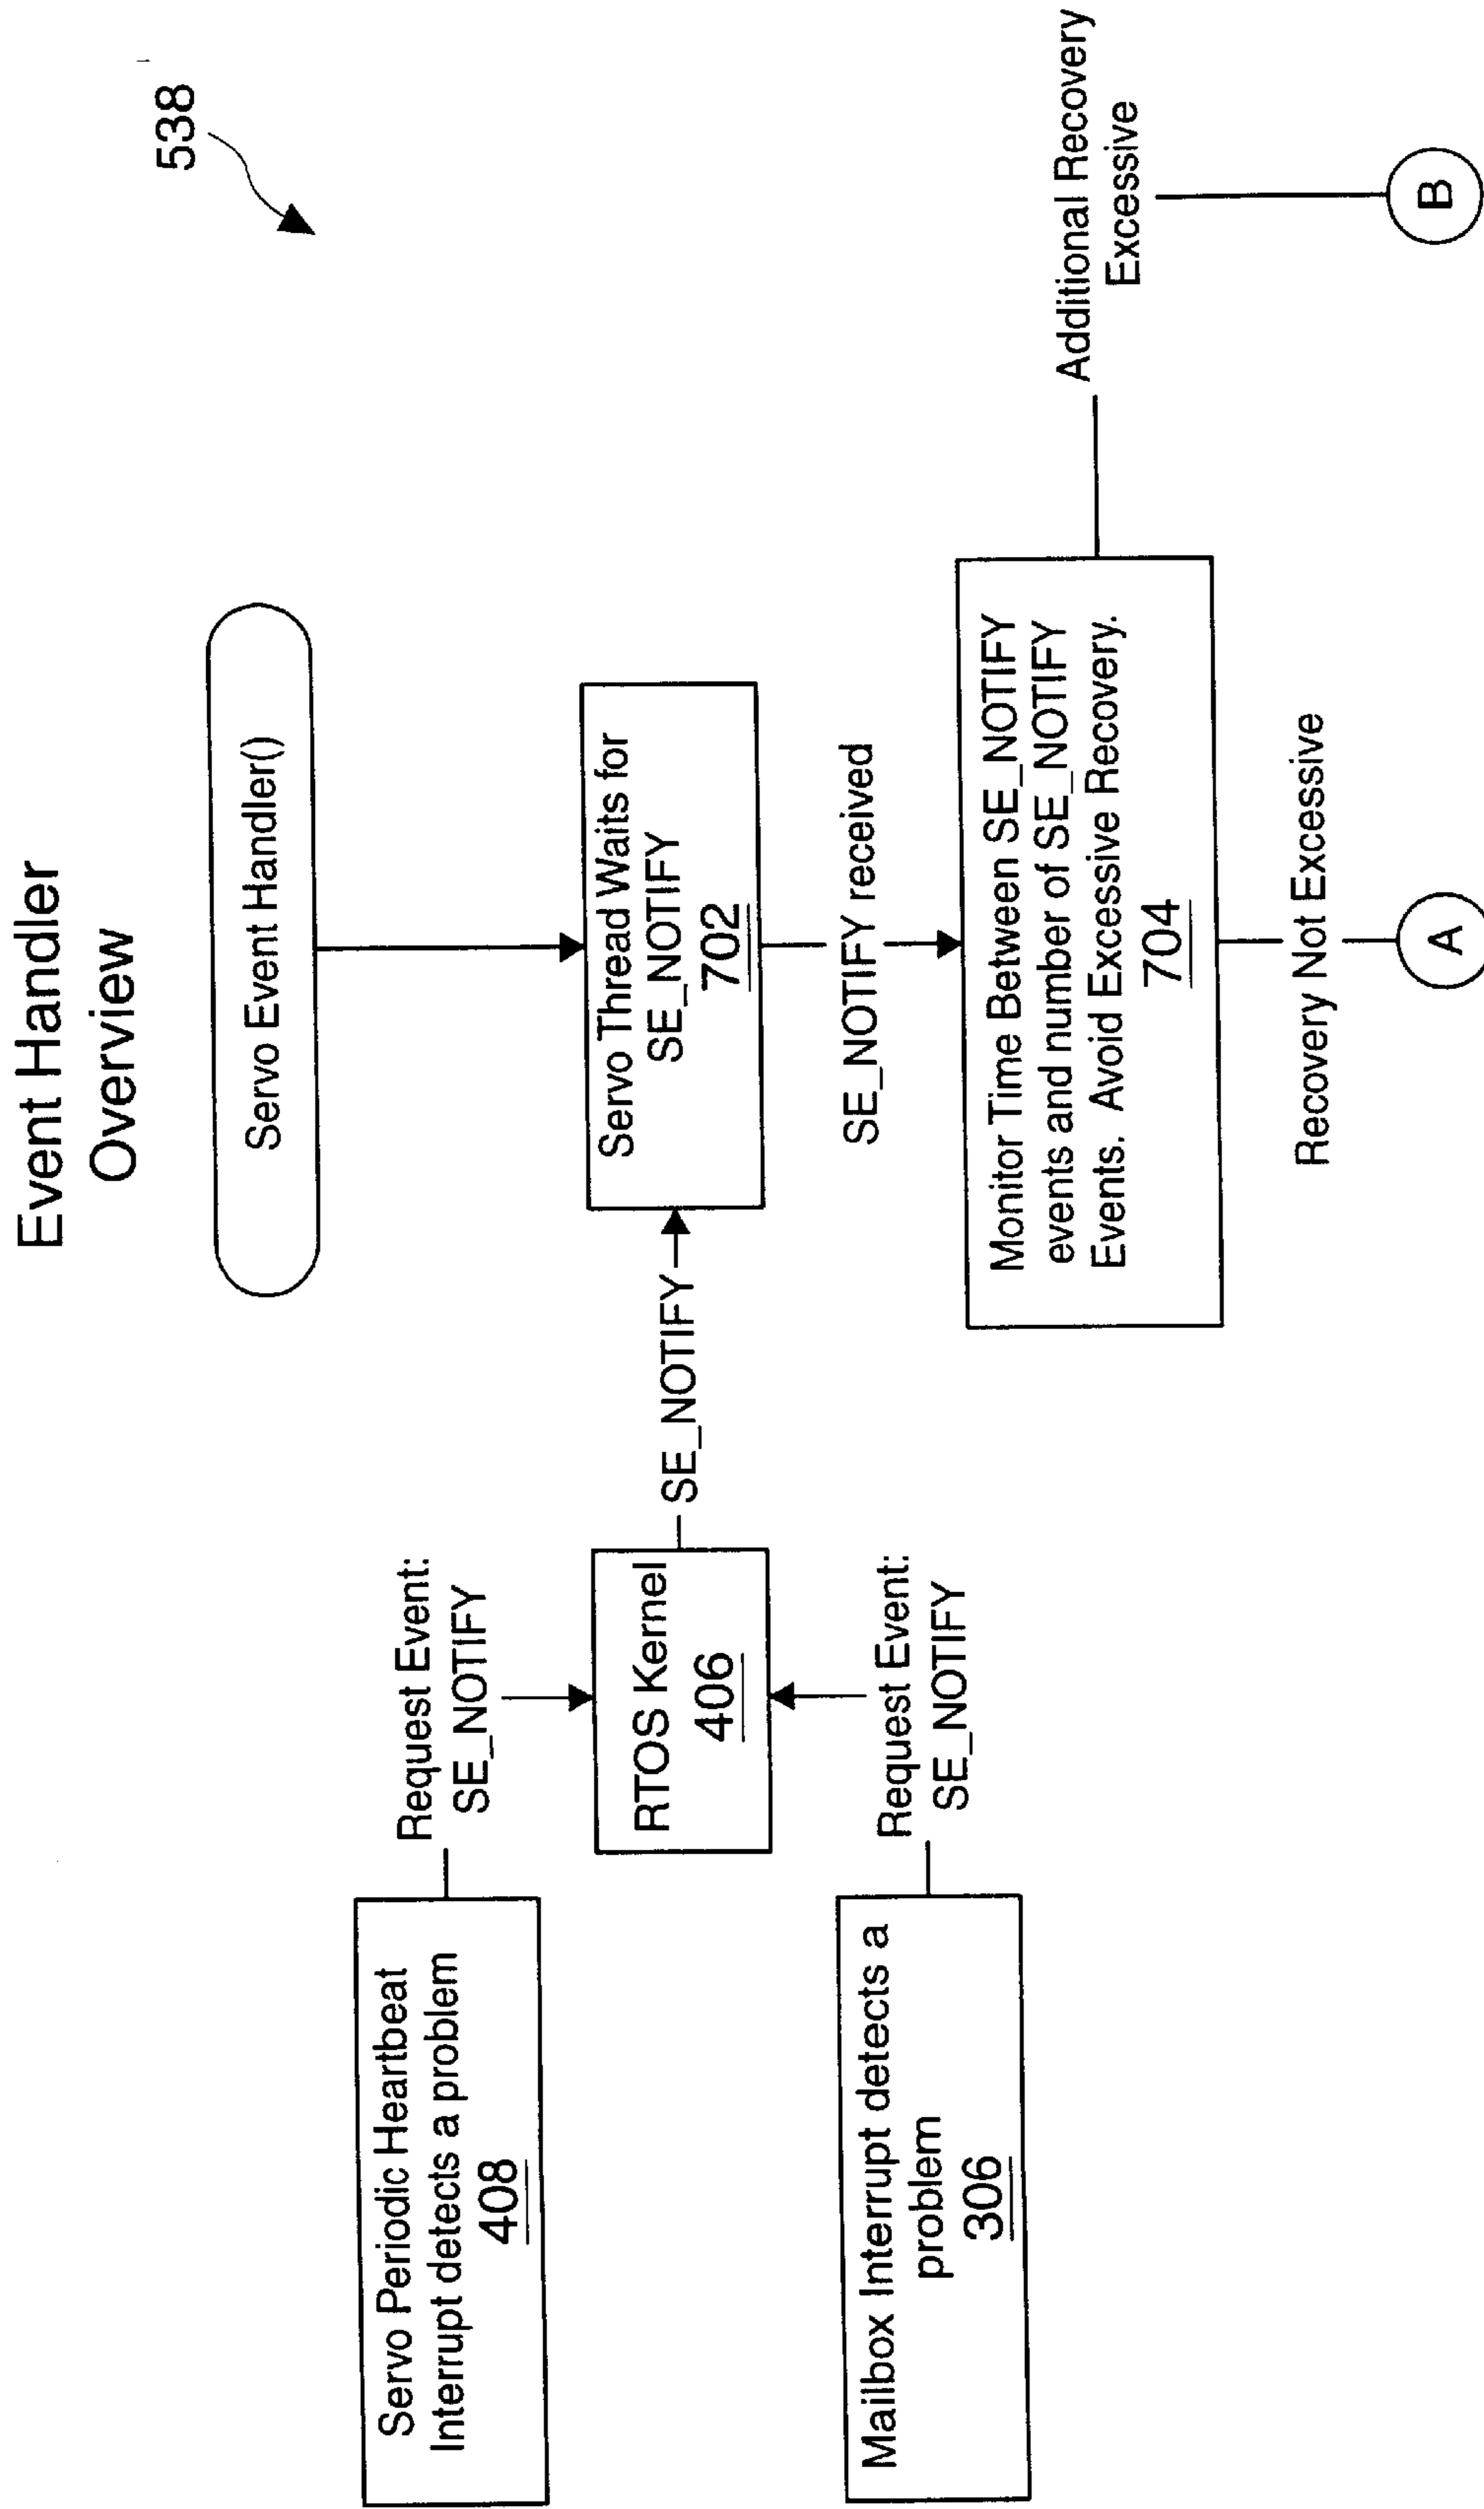 Event Handler
Overview
538
Servo Event Handler()
Servo Periodic Heartbeat
Interrupt detects a problem
408
Request Event:
SE_NOTIFY
RTOS Kernel
406
SE_NOTIFY
Servo Thread Waits for
SE_NOTIFY
702
Mailbox Interrupt detects a
problem
306
Request Event:
SE_NOTIFY
SE_NOTIFY received
Monitor Time Between SE_NOTIFY
events and number of SE_NOTIFY
Events. Avoid Excessive Recovery.
704
Additional Recovery
Excessive
Recovery Not Excessive
A
B